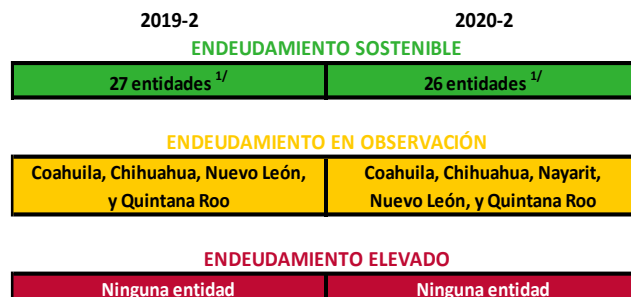 2019-2 2020-2
ENDEUDAMIENTO SOSTENIBLE
27 entidades 1/ 26 entidades 1/
ENDEUDAMIENTO EN OBSERVACIÓN
Coahuila, Chihuahua, Nuevo León, Coahuila, Chihuahua, Nayarit,
y Quintana Roo Nuevo León, y Quintana Roo
ENDEUDAMIENTO ELEVADO
Ninguna entidad Ninguna entidad